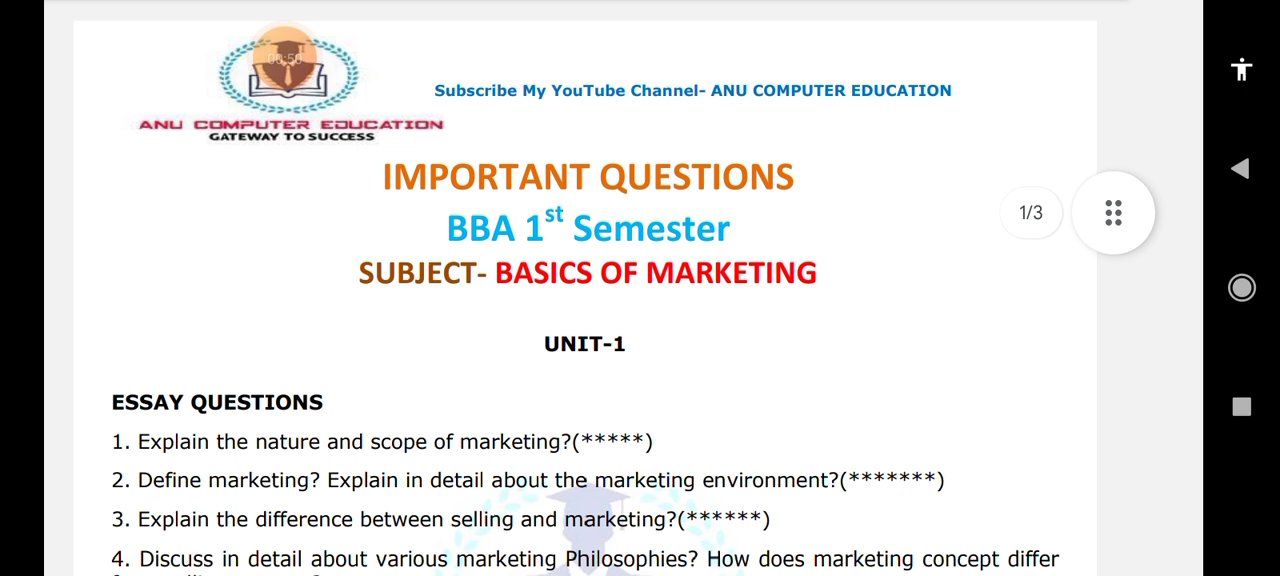 00:50
Subscribe My YouTube Channel- ANU COMPUTER EDUCATION
ANU COMPUTER EDUCATION
GATEWAY TO SUCCESS
IMPORTANT QUESTIONS
BBA 1st Semester
SUBJECT- BASICS OF MARKETING
1/3
UNIT-1
ESSAY QUESTIONS
1. Explain the nature and scope of marketing?(*****)
2. Define marketing? Explain in detail about the marketing environment?(*******)
3. Explain the difference between selling and marketing?(******)
4. Discuss in detail about various marketing Philosophies? How does marketing concept differ